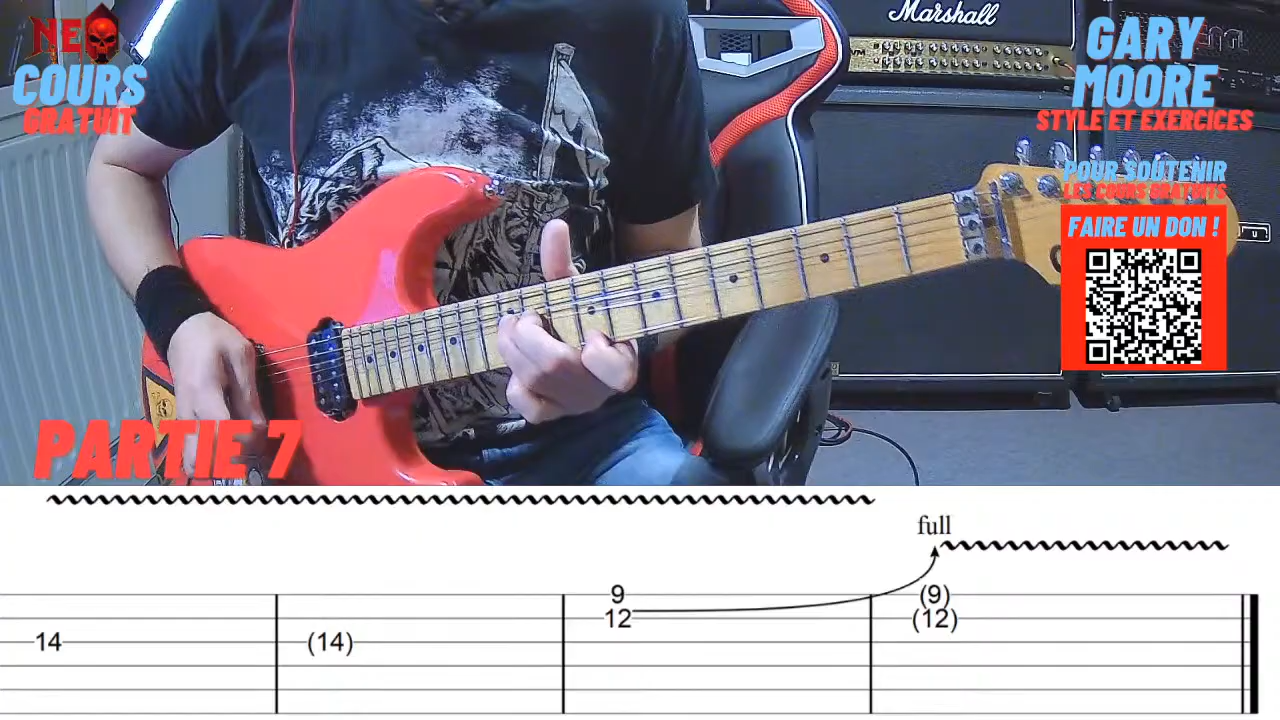 NE
COURS
GRATUIT
Marshall
GARY
MOORE
STYLE ET EXERCICES
POUR SOUTENIR
LES COURS GRATUITS
FAIRE UN DON !
PARTIE 7
full
9
(9)
12
(12)
14
(14)